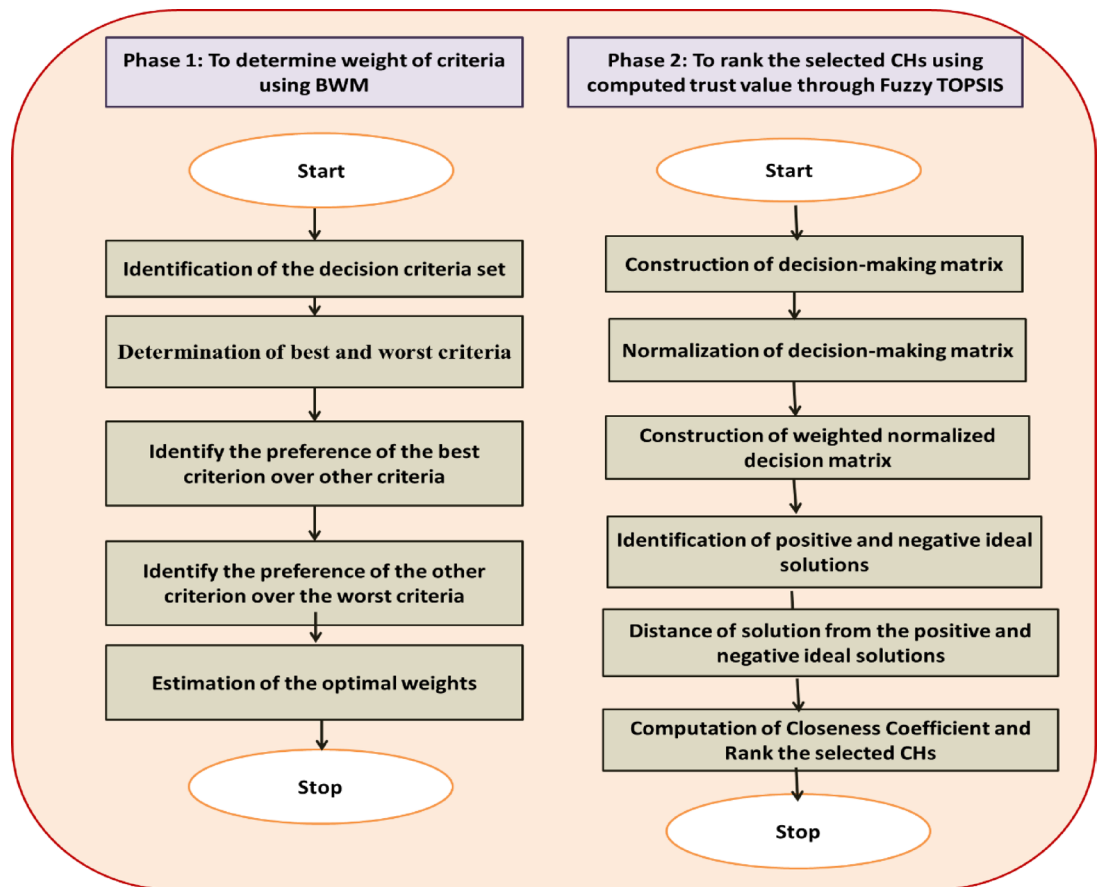 Phase 1: To determine weight of criteria
using BWM
Start
Identification of the decision criteria set
Determination of best and worst criteria
Identify the preference of the best
criterion over other criteria
Identify the preference of the other
criterion over the worst criteria
Estimation of the optimal weights
Stop
Phase 2: To rank the selected CHs using
computed trust value through Fuzzy TOPSIS
Start
Construction of decision-making matrix
Normalization of decision-making matrix
Construction of weighted normalized
decision matrix
Identification of positive and negative ideal
solutions
Distance of solution from the positive and
negative ideal solutions
Computation of Closeness Coefficient and
Rank the selected CHs
Stop